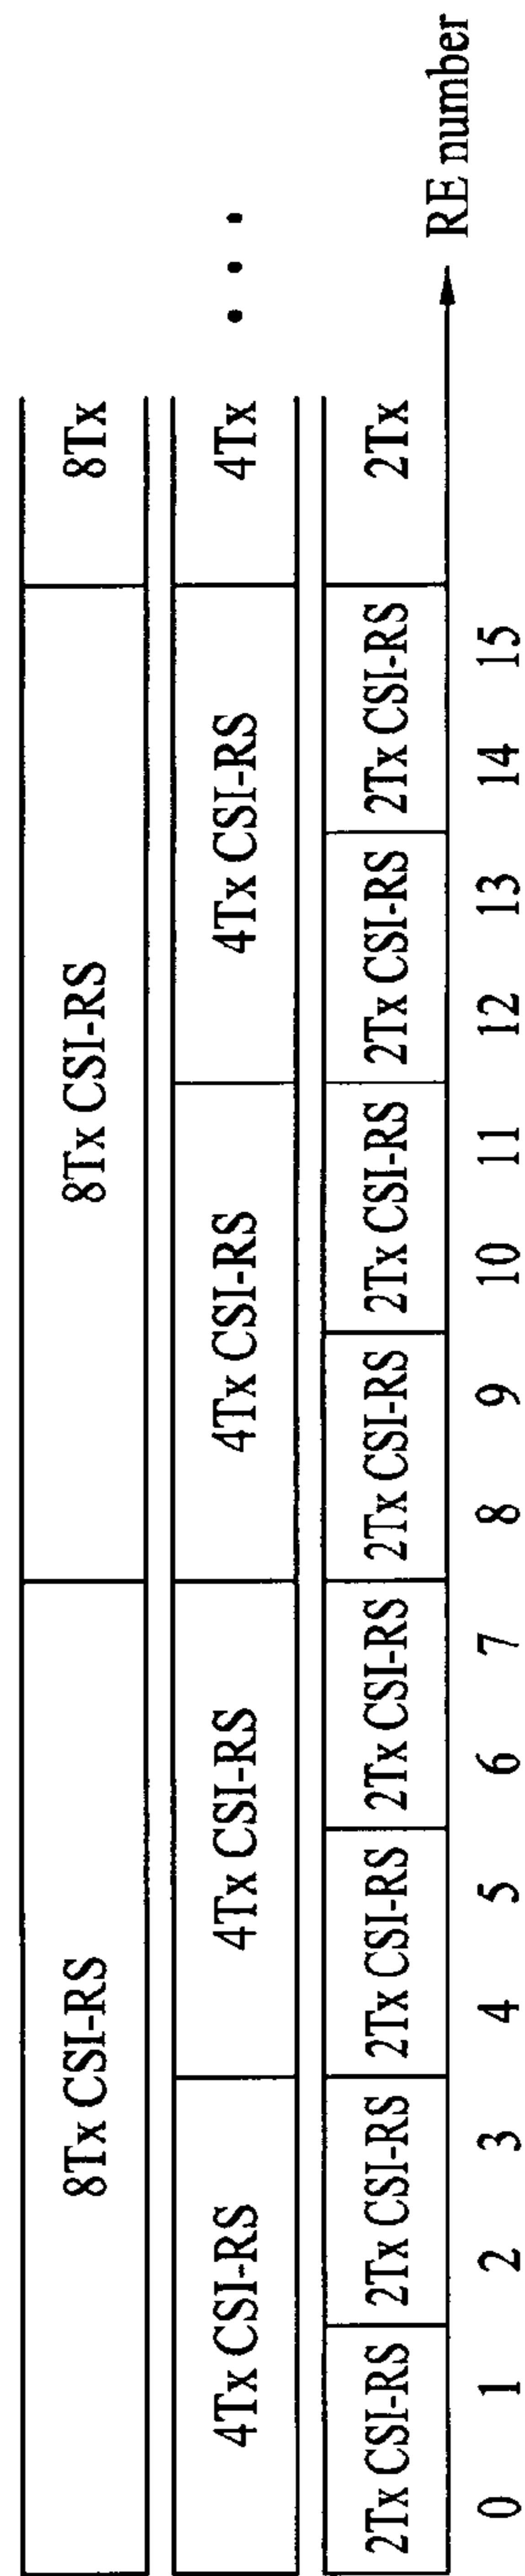 8Tx CSI-RS 8Tx CSI-RS 8Tx
4Tx CSI-RS 4Tx CSI-RS 4Tx CSI-RS 4Tx CSI-RS 4Tx
2Tx CSI-RS 2Tx CSI-RS 2Tx CSI-RS 2Tx CSI-RS 2Tx CSI-RS 2Tx CSI-RS 2Tx CSI-RS 2Tx CSI-RS 2Tx
RE number
0 1 2 3 4 5 6 7 8 9 10 11 12 13 14 15